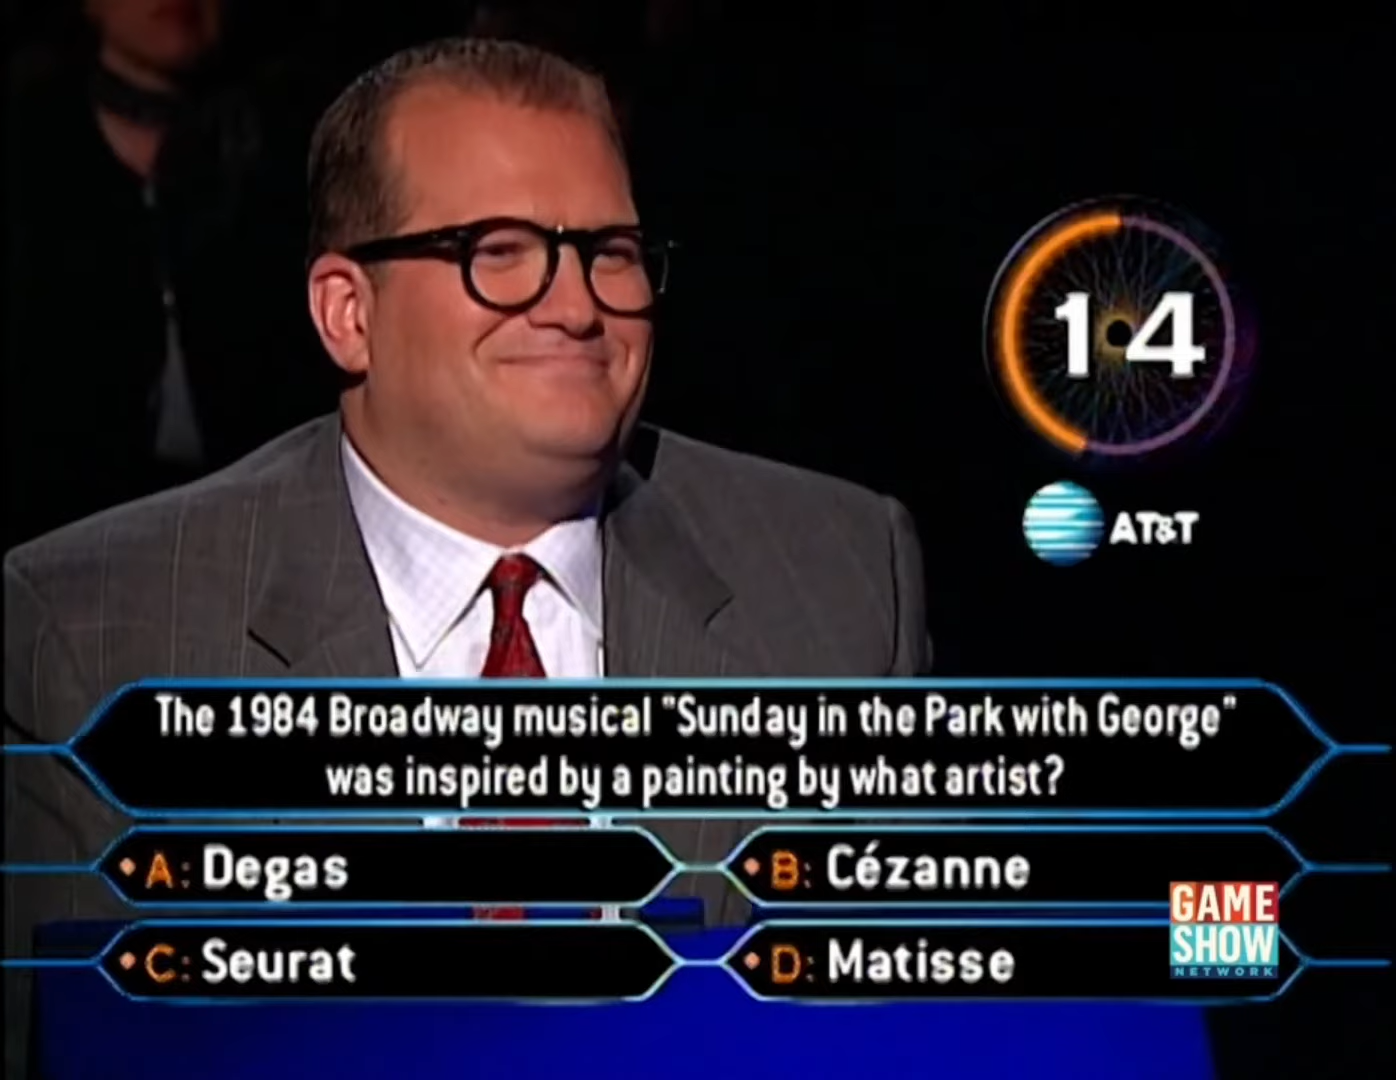 14
AT&T
The 1984 Broadway musical "Sunday in the Park with George"
was inspired by a painting by what artist?
A: Degas
B: Cézanne
C: Seurat
D: Matisse
GAME
SHOW
NETWORK